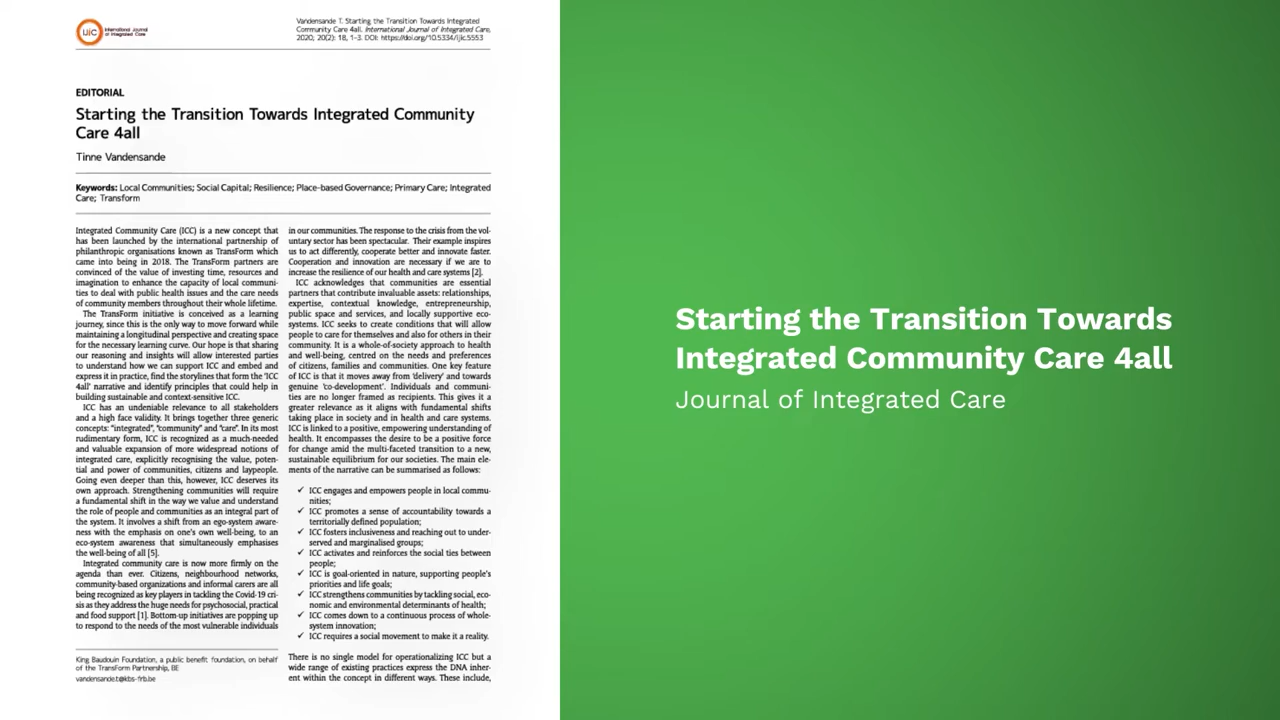 IJIC International Journal
of Integrated Care
Vandensande T. Starting the Transition Towards Integrated
Community Care 4all. International Journal of Integrated Care,
2020; 20(2): 18, 1–3. DOI: https://doi.org/10.5334/ijic.5553
EDITORIAL
Starting the Transition Towards Integrated Community
Care 4all
Tinne Vandensande
Keywords: Local Communities; Social Capital; Resilience; Place-based Governance; Primary Care; Integrated
Care; Transform
Integrated Community Care (ICC) is a new concept that
has been launched by the international partnership of
philanthropic organisations known as TransForm which
came into being in 2018. The TransForm partners are
convinced of the value of investing time, resources and
imagination to enhance the capacity of local communi-
ties to deal with public health issues and the care needs
of community members throughout their whole lifetime.
The TransForm initiative is conceived as a learning
journey, since this is the only way to move forward while
maintaining a longitudinal perspective and creating space
for the necessary learning curve. Our hope is that sharing
our reasoning and insights will allow interested parties
to understand how we can support ICC and embed and
express it in practice, find the storylines that form the 'ICC
4all' narrative and identify principles that could help in
building sustainable and context-sensitive ICC.
ICC has an undeniable relevance to all stakeholders
and a high face validity. It brings together three generic
concepts: "integrated", "community" and "care". In its most
rudimentary form, ICC is recognized as a much-needed
and valuable expansion of more widespread notions of
integrated care, explicitly recognising the value, poten-
tial and power of communities, citizens and laypeople.
Going even deeper than this, however, ICC deserves its
own approach. Strengthening communities will require
a fundamental shift in the way we value and understand
the role of people and communities as an integral part of
the system. It involves a shift from an ego-system aware-
ness with the emphasis on one's own well-being, to an
eco-system awareness that simultaneously emphasises
the well-being of all [5].
Integrated community care is now more firmly on the
agenda than ever. Citizens, neighbourhood networks,
community-based organizations and informal carers are all
being recognized as key players in tackling the Covid-19 cri-
sis as they address the huge needs for psychosocial, practical
and food support [1]. Bottom-up initiatives are popping up
to respond to the needs of the most vulnerable individuals
King Baudouin Foundation, a public benefit foundation, on behalf
of the TransForm Partnership, BE
vandensande.t@kbs-frb.be
in our communities. The response to the crisis from the vol-
untary sector has been spectacular. Their example inspires
us to act differently, cooperate better and innovate faster.
Cooperation and innovation are necessary if we are to
increase the resilience of our health and care systems [2].
ICC acknowledges that communities are essential
partners that contribute invaluable assets: relationships,
expertise, contextual knowledge, entrepreneurship,
public space and services, and locally supportive eco-
systems. ICC seeks to create conditions that will allow
people to care for themselves and also for others in their
community. It is a whole-of-society approach to health
and well-being, centred on the needs and preferences
of citizens, families and communities. One key feature
of ICC is that it moves away from 'delivery' and towards
genuine 'co-development'. Individuals and communi-
ties are no longer framed as recipients. This gives it a
greater relevance as it aligns with fundamental shifts
taking place in society and in health and care systems.
ICC is linked to a positive, empowering understanding of
health. It encompasses the desire to be a positive force
for change amid the multi-faceted transition to a new,
sustainable equilibrium for our societies. The main ele-
ments of the narrative can be summarised as follows:
✓ ICC engages and empowers people in local commu-
nities;
✓ ICC promotes a sense of accountability towards a
territorially defined population;
✓ ICC fosters inclusiveness and reaching out to under-
served and marginalised groups;
✓ ICC activates and reinforces the social ties between
people;
✓ ICC is goal-oriented in nature, supporting people's
priorities and life goals;
✓ ICC strengthens communities by tackling social, eco-
nomic and environmental determinants of health;
✓ ICC comes down to a continuous process of whole-
system innovation;
✓ ICC requires a social movement to make it a reality.
There is no single model for operationalizing ICC but a
wide range of existing practices express the DNA inher-
ent within the concept in different ways. These include,
Starting the Transition Towards
Integrated Community Care 4all
Journal of Integrated Care